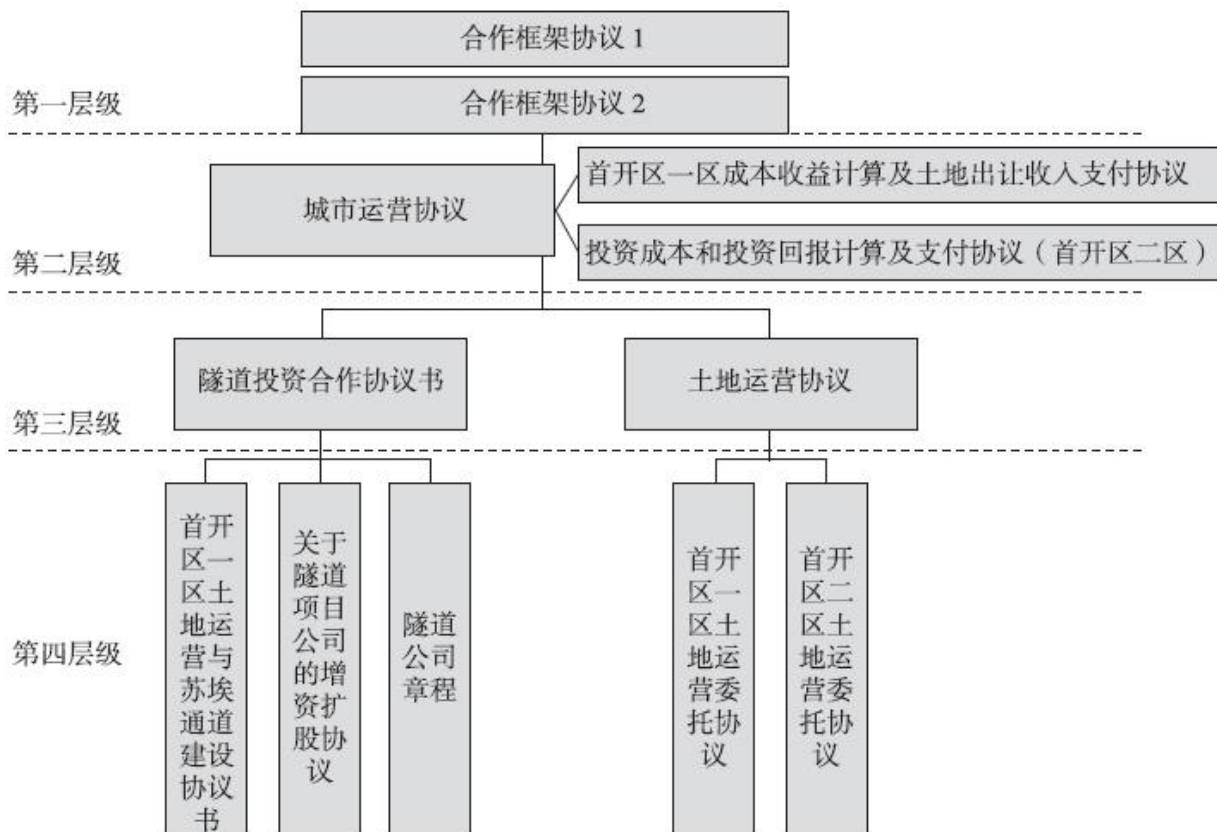 合作框架协议 1
第一层级
合作框架协议 2
首开区一区成本收益计算及土地出让收入支付协议
城市运营协议
第二层级
投资成本和投资回报计算及支付协议（首开区二区）
隧道投资合作协议书
土地运营协议
第三层级
第四层级
首开
区一
区土
地运
营与
苏埃
通道
建设
协议
书
关于
隧道
项目
公司
的增
资扩
股协
议
隧道
公司
章程
首开
区一
区土
地运
营委
托协
议
首开
区二
区土
地运
营委
托协
议